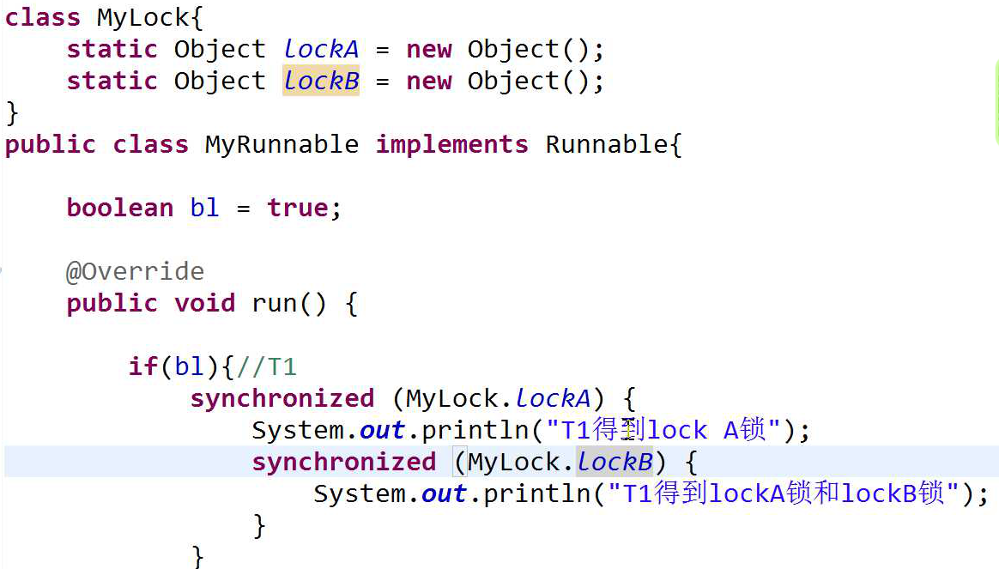 class MyLock{
static Object lockA = new Object();
static Object lockB = new Object();
}
public class MyRunnable implements Runnable{
boolean bl = true;
@Override
public void run() {
if(bl){//T1
synchronized (MyLock.lockA) {
System.out.println("T1得到lock A锁");
synchronized (MyLock.lockB) {
System.out.println("T1得到lockA锁和lockB锁");
}
}